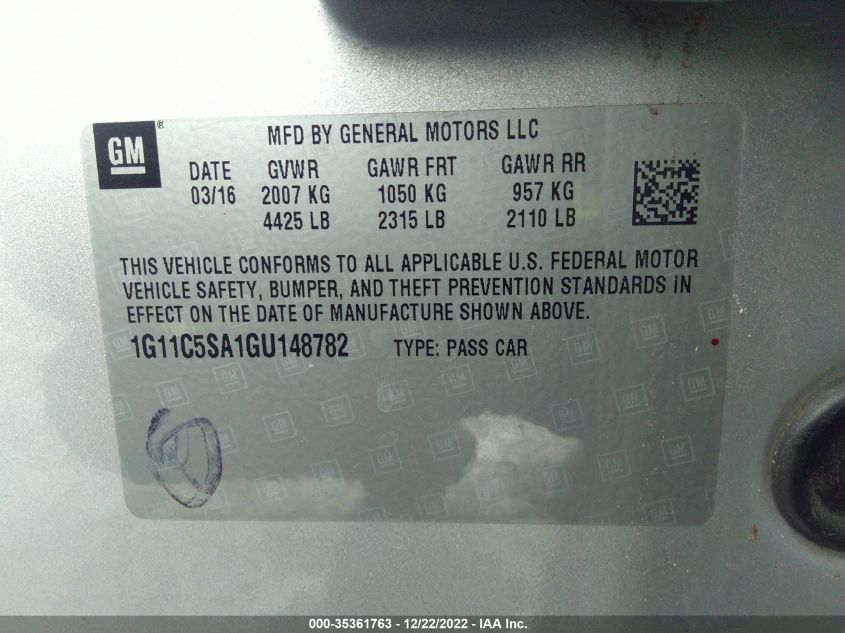 GM ®
MFD BY GENERAL MOTORS LLC
DATE GVWR GAWR FRT GAWR RR
03/16 2007 KG 1050 KG 957 KG
4425 LB 2315 LB 2110 LB
THIS VEHICLE CONFORMS TO ALL APPLICABLE U.S. FEDERAL MOTOR
VEHICLE SAFETY, BUMPER, AND THEFT PREVENTION STANDARDS IN
EFFECT ON THE DATE OF MANUFACTURE SHOWN ABOVE.
1G11C5SA1GU148782 TYPE: PASS CAR
000-35361763 - 12/22/2022 - IAA Inc.